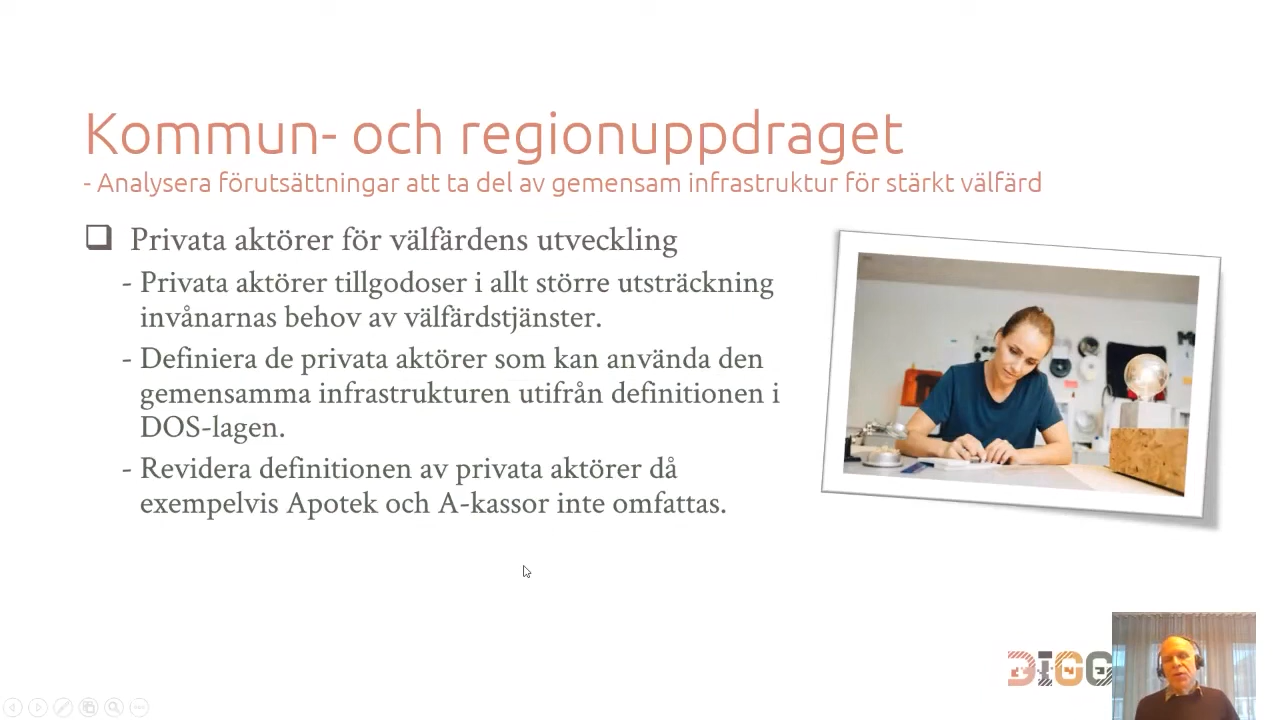 Kommun- och regionuppdraget
- Analysera förutsättningar att ta del av gemensam infrastruktur för stärkt välfärd
Privata aktörer för välfärdens utveckling
- Privata aktörer tillgodoser i allt större utsträckning
invånarnas behov av välfärdstjänster.
- Definiera de privata aktörer som kan använda den
gemensamma infrastrukturen utifrån definitionen i
DOS-lagen.
- Revidera definitionen av privata aktörer då
exempelvis Apotek och A-kassor inte omfattas.
DIGG